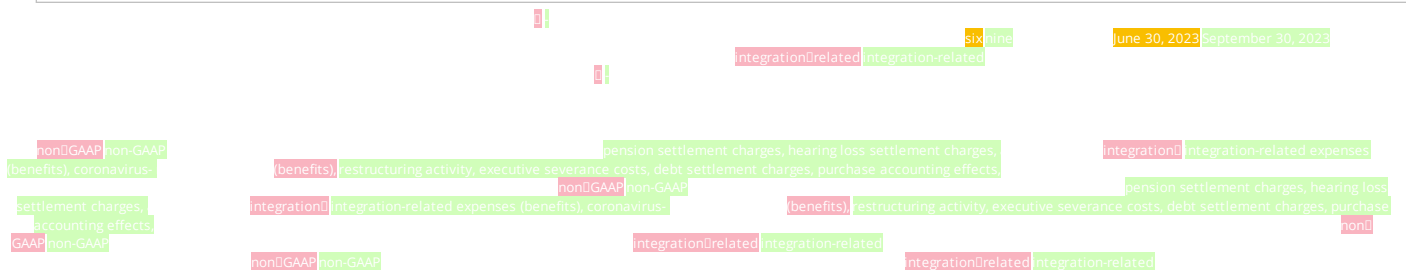 six nine June 30, 2023 September 30, 2023
integration▯related integration-related
non▯GAAP non-GAAP pension settlement charges, hearing loss settlement charges, integration▯ integration-related expenses
(benefits), coronavirus- (benefits), restructuring activity, executive severance costs, debt settlement charges, purchase accounting effects,
non▯GAAP non-GAAP pension settlement charges, hearing loss
settlement charges, integration▯ integration-related expenses (benefits), coronavirus- (benefits), restructuring activity, executive severance costs, debt settlement charges, purchase
accounting effects, non▯
GAAP non-GAAP integration▯related integration-related
non▯GAAP non-GAAP integration▯related integration-related